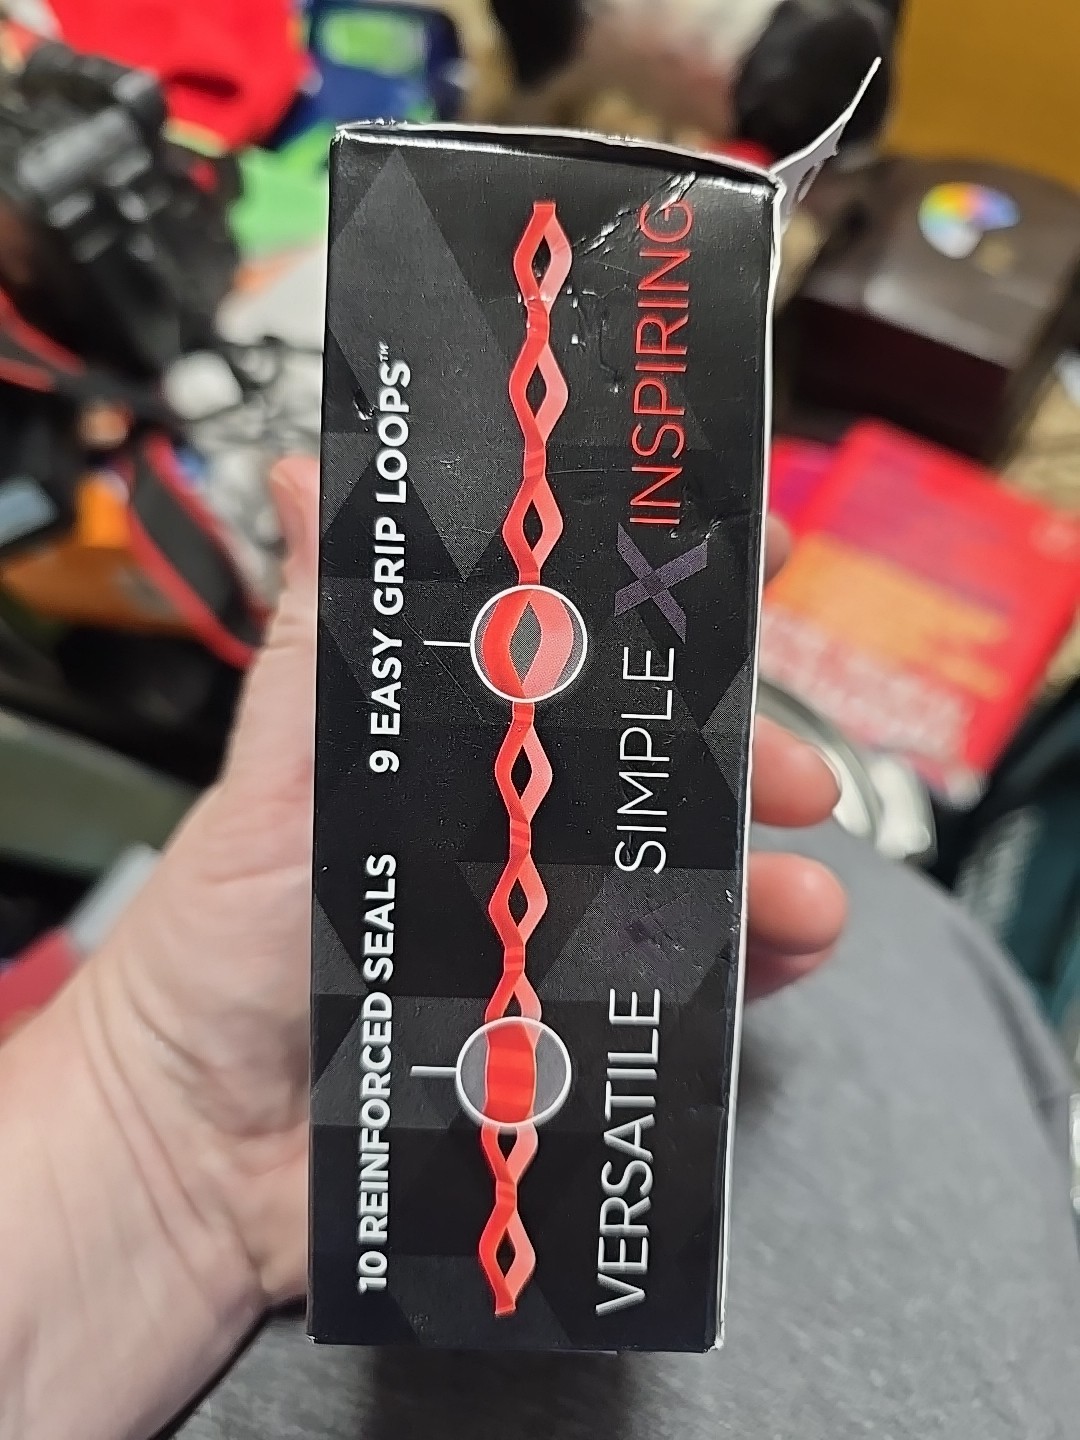 10 REINFORCED SEALS 9 EASY GRIP LOOPS™
VERSATILE SIMPLE X INSPIRING